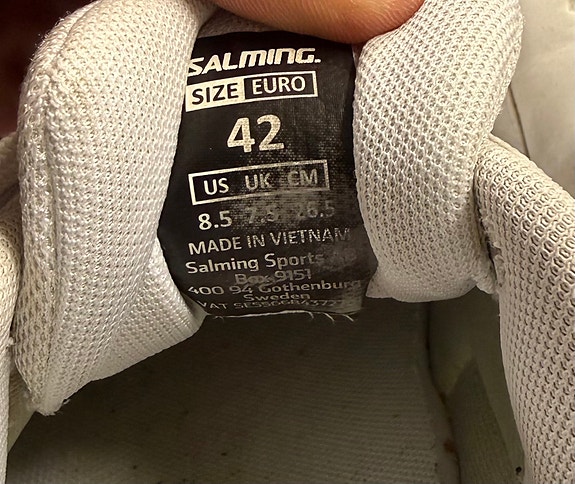 SALMING.
SIZE EURO
42
US UK CM
8.5 7.5 26.5
MADE IN VIETNAM
Salming Sports AB
Box 9151
400 94 Gothenburg
Sweden
VAT